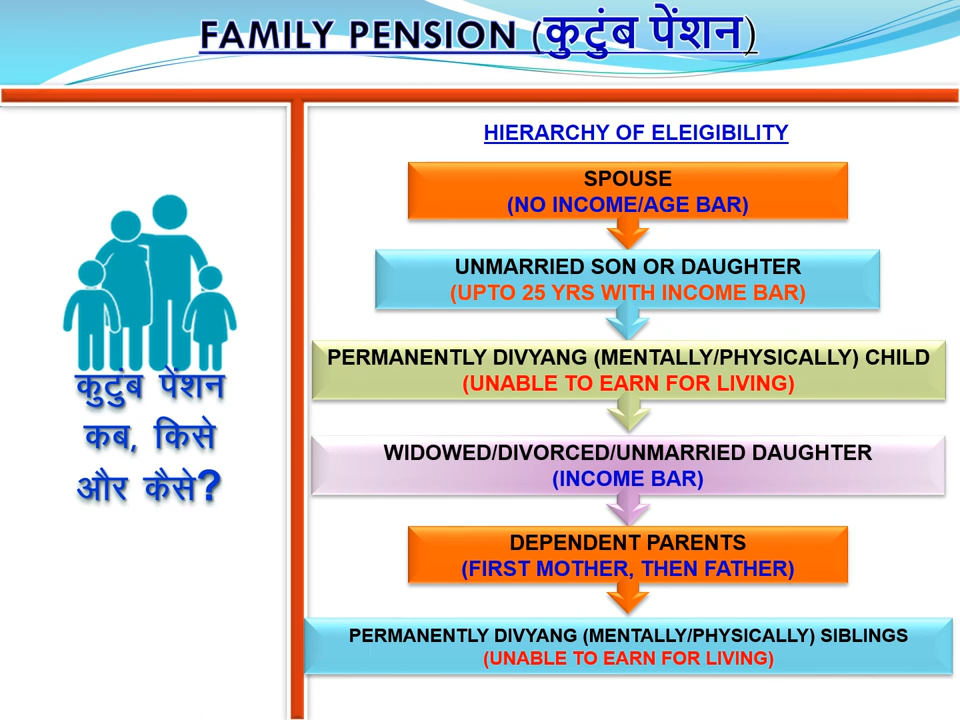 FAMILY PENSION (कुटुंब पेंशन)
कुटुंब पेंशन
कब, किसे
और कैसे?
HIERARCHY OF ELEIGIBILITY
SPOUSE
(NO INCOME/AGE BAR)
UNMARRIED SON OR DAUGHTER
(UPTO 25 YRS WITH INCOME BAR)
PERMANENTLY DIVYANG (MENTALLY/PHYSICALLY) CHILD
(UNABLE TO EARN FOR LIVING)
WIDOWED/DIVORCED/UNMARRIED DAUGHTER
(INCOME BAR)
DEPENDENT PARENTS
(FIRST MOTHER, THEN FATHER)
PERMANENTLY DIVYANG (MENTALLY/PHYSICALLY) SIBLINGS
(UNABLE TO EARN FOR LIVING)